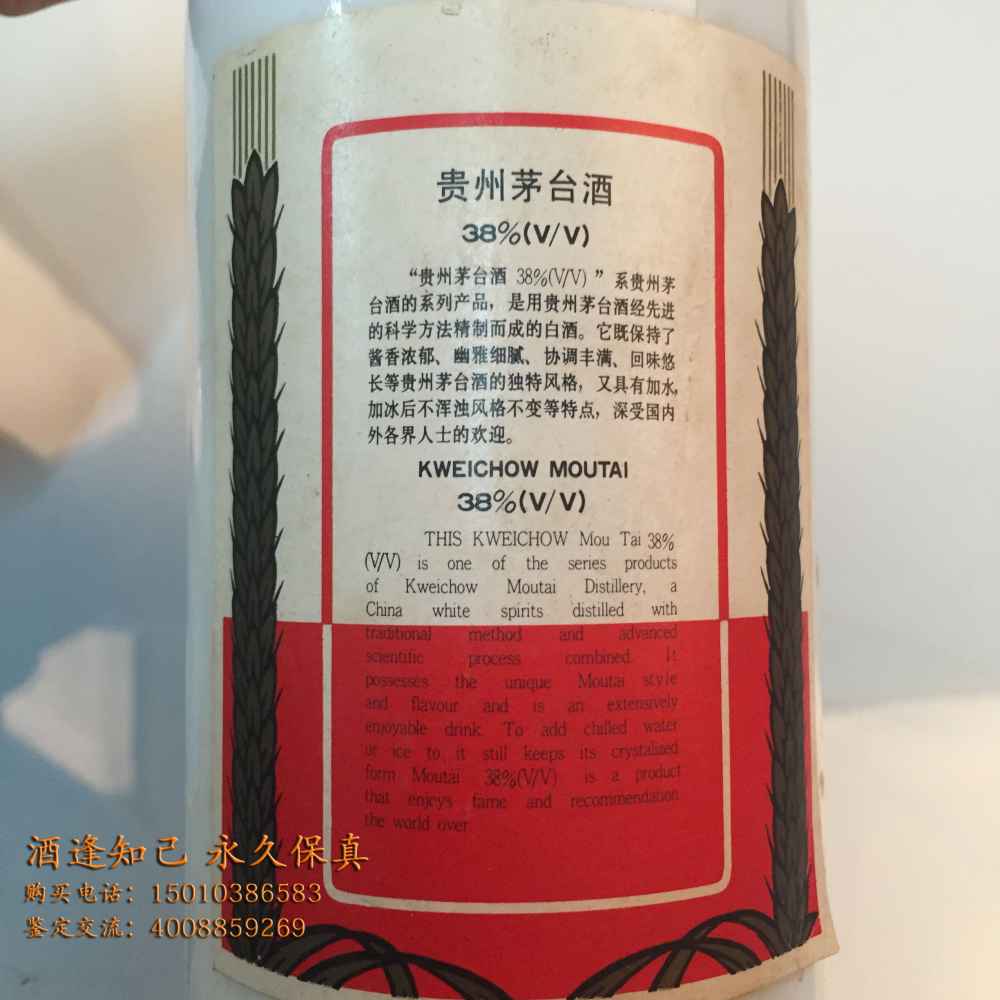 贵州茅台酒
38%(V/V)
“贵州茅台酒 38%(V/V)”系贵州茅
台酒的系列产品，是用贵州茅台酒经先进
的科学方法精制而成的白酒。它既保持了
酱香浓郁、幽雅细腻、协调丰满、回味悠
长等贵州茅台酒的独特风格，又具有加水，
加冰后不浑浊风格不变等特点，深受国内
外各界人士的欢迎。
KWEICHOW MOUTAI
38%(V/V)
THIS KWEICHOW Mou Tai 38%
(V/V) is one of the series products
of Kweichow Moutai Distillery, a
China white spirits distilled with
traditional method and advanced
scientific process combined. It
possesses the unique Moutai style
and flavour and is an extensively
enjoyable drink. To add chilled water
or ice to it still keeps its crystalized
form Moutai 38%(V/V) is a product
that enjoys fame and recommendation
the world over
酒逢知己 永久保真
购买电话：15010386583
鉴定交流：4008859269